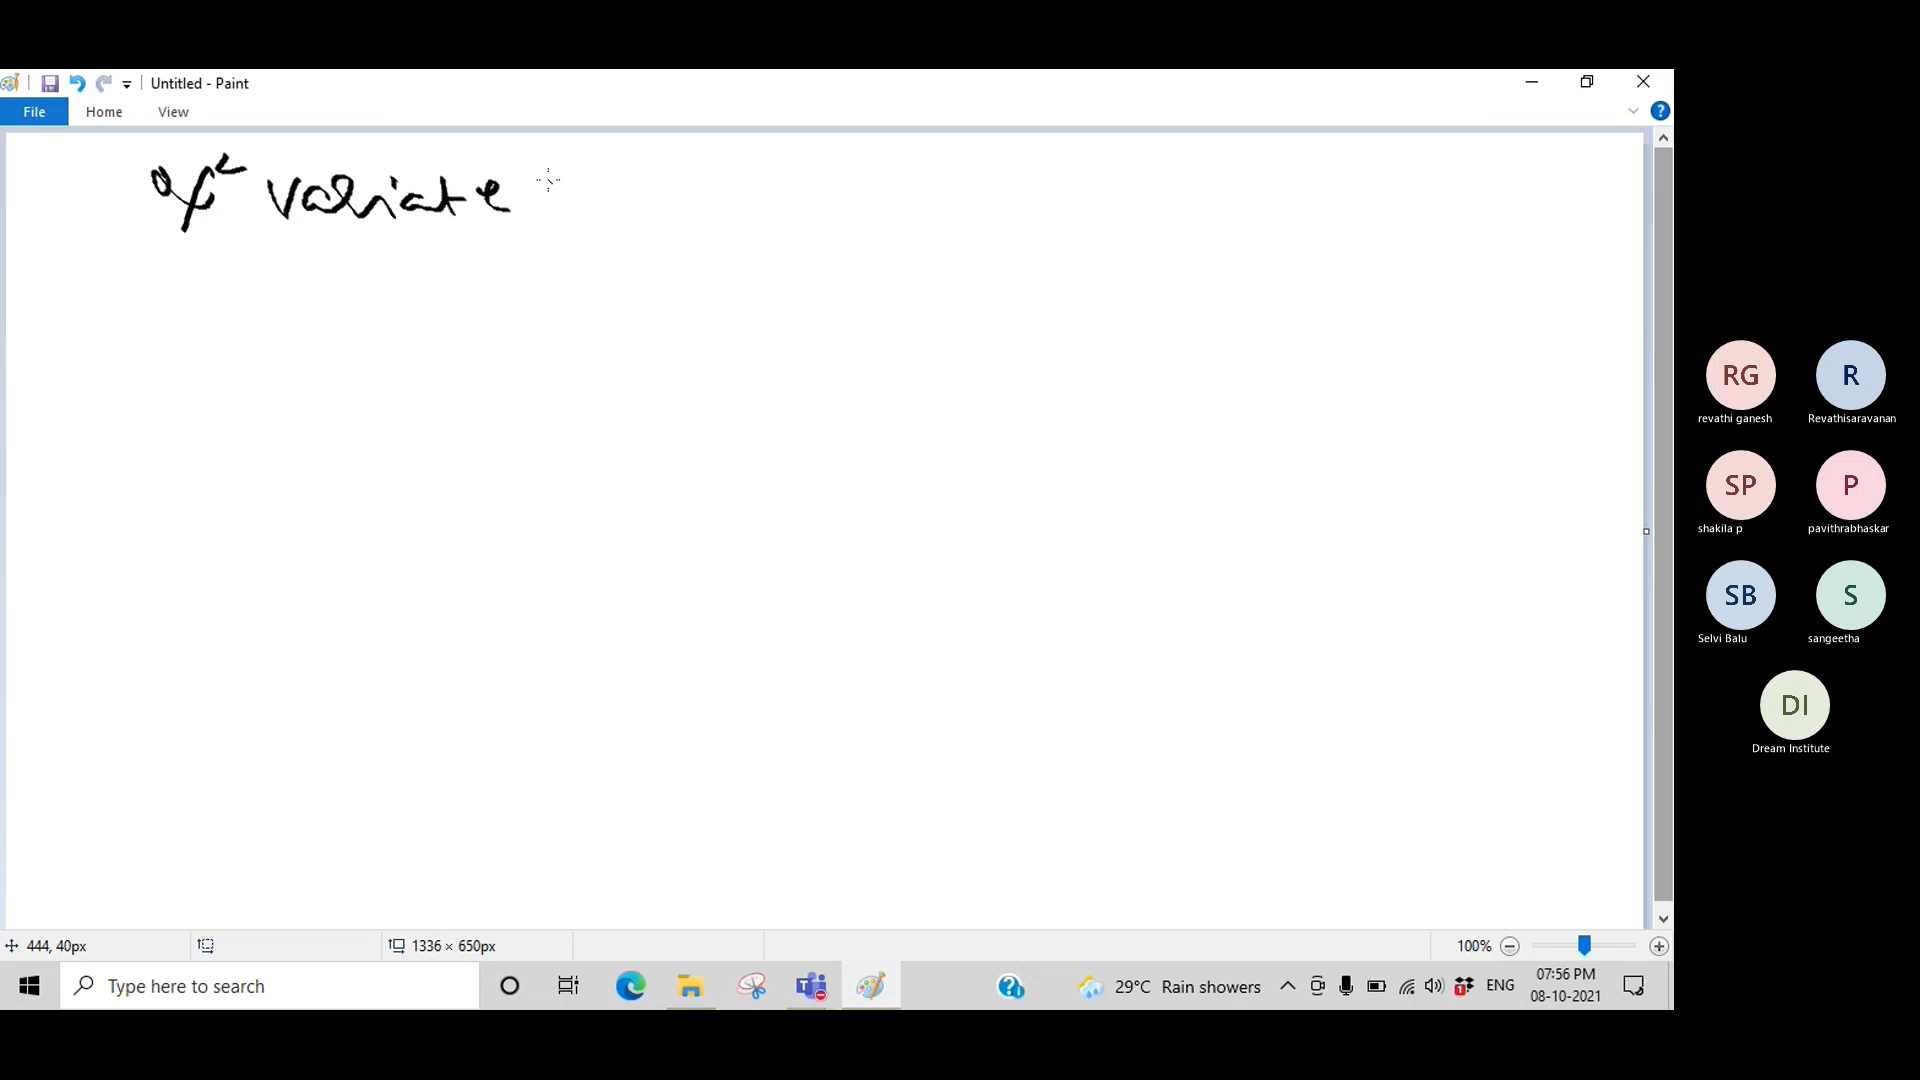 Untitled - Paint
File Home View
χ² variate
RG R
revathi ganesh Revathisaravanan
SP P
shakila p pavithrabhaskar
SB S
Selvi Balu sangeetha
DI
Dream Institute
444, 40px 1336 × 650px 100%
Type here to search 29°C Rain showers ENG 07:56 PM
08-10-2021